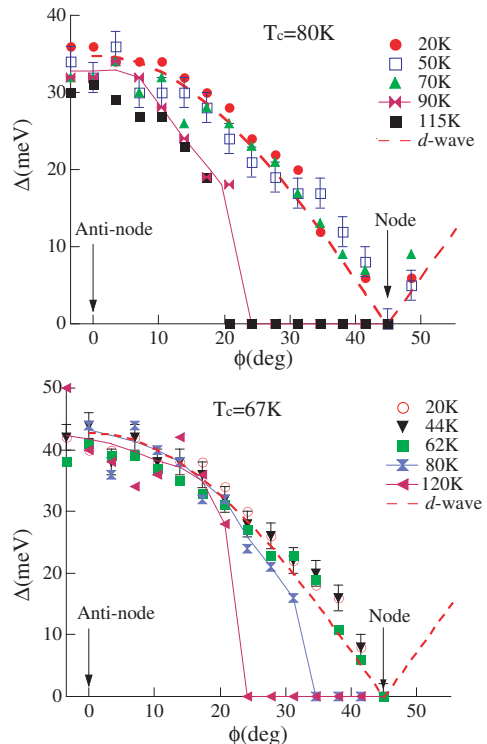 T_c=80K
20K
50K
70K
90K
115K
d-wave
Anti-node
Node
Δ(meV)
40
30
20
10
0
0
10
20
30
40
50
ϕ(deg)
T_c=67K
20K
44K
62K
80K
120K
d-wave
Anti-node
Node
Δ(meV)
50
40
30
20
10
0
0
10
20
30
40
50
ϕ(deg)